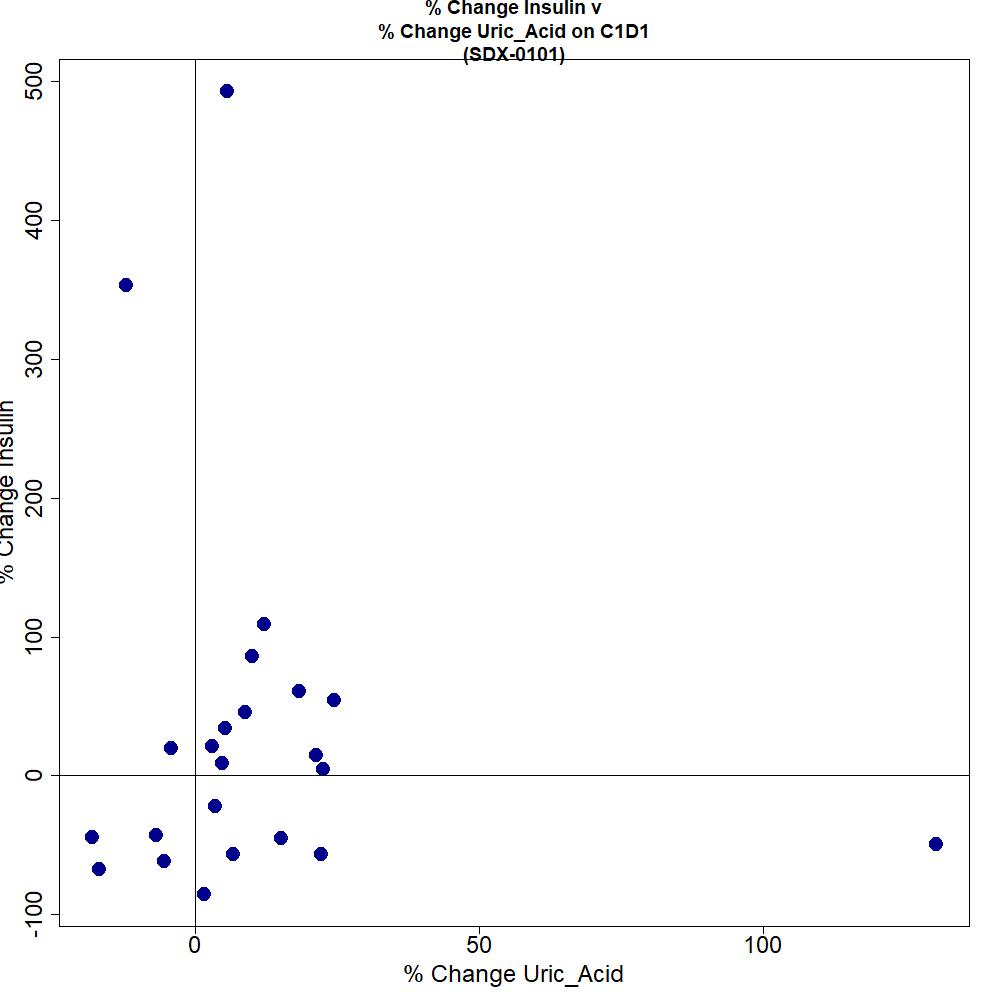 % Change Insulin v
% Change Uric_Acid on C1D1
(SDX-0101)
500
400
300
200
100
0
-100
% Change Insulin
0
50
100
% Change Uric_Acid